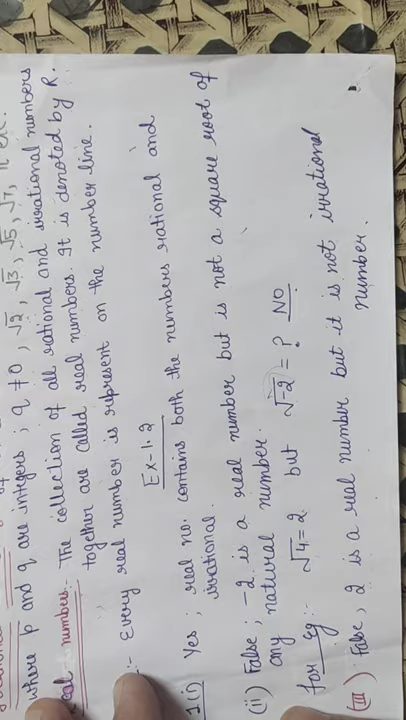 where p and q are integers ; q ≠ 0 , √2, √3, √5, √7, π etc.
Real numbers:- The collection of all rational and irrational numbers
together are called real numbers. It is denoted by R.
:- Every real number is represent on the number line.
Ex-1.2
1.i) Yes ; real no. contains both the numbers rational and
irrational.
(ii) False ; -2 is a real number but is not a square root of
any natural number.
For Eg:- √4 = 2 but √-2 = ? NO
(iii) False, 2 is a real number but it is not irrational
number.